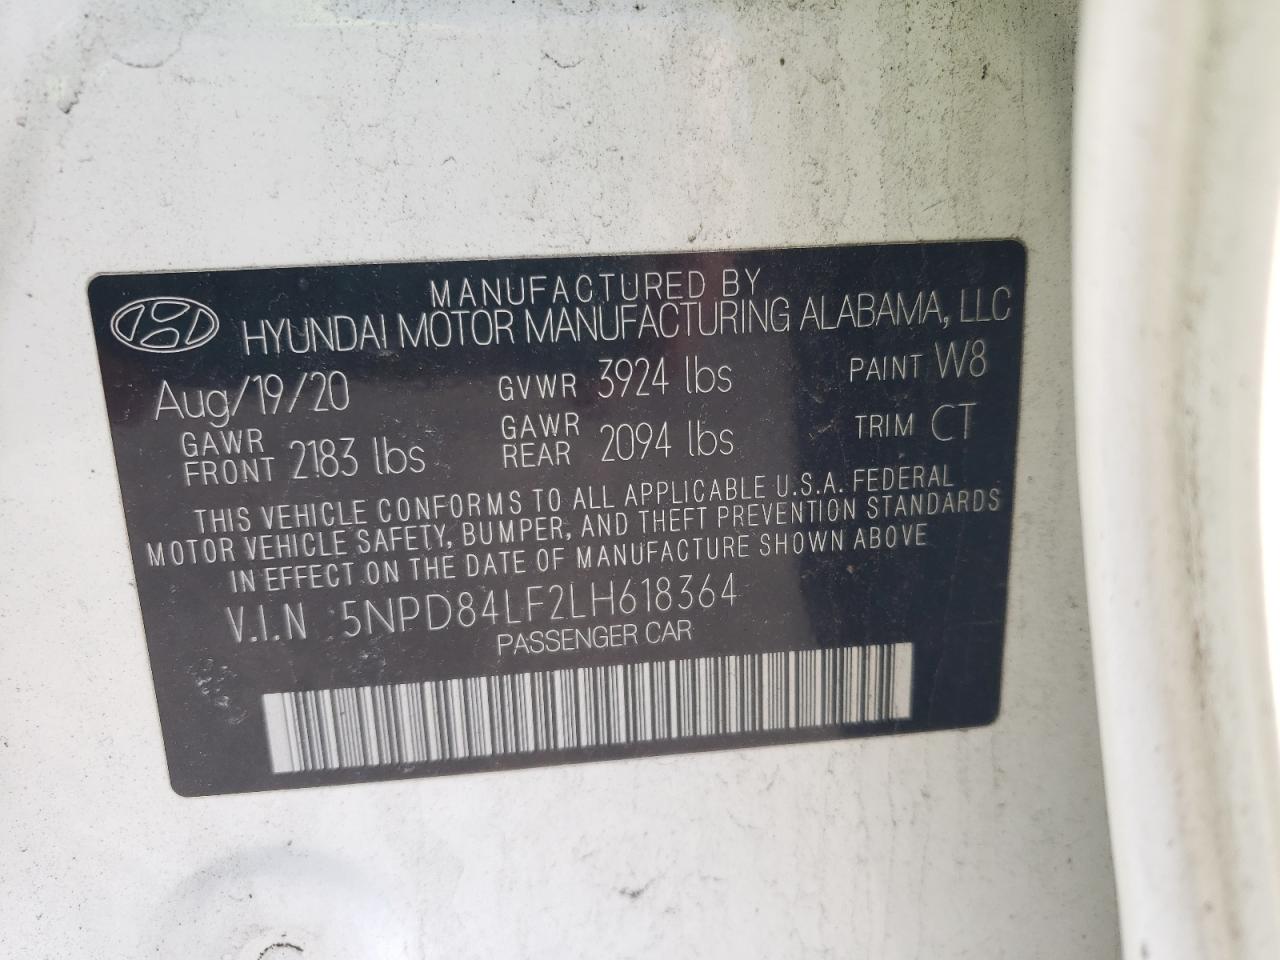 MANUFACTURED BY
HYUNDAI MOTOR MANUFACTURING ALABAMA, LLC
Aug/19/20 GVWR 3924 lbs PAINT W8
GAWR FRONT 2183 lbs GAWR REAR 2094 lbs TRIM CT
THIS VEHICLE CONFORMS TO ALL APPLICABLE U.S.A. FEDERAL
MOTOR VEHICLE SAFETY, BUMPER, AND THEFT PREVENTION STANDARDS
IN EFFECT ON THE DATE OF MANUFACTURE SHOWN ABOVE
V.I.N 5NPD84LF2LH618364
PASSENGER CAR